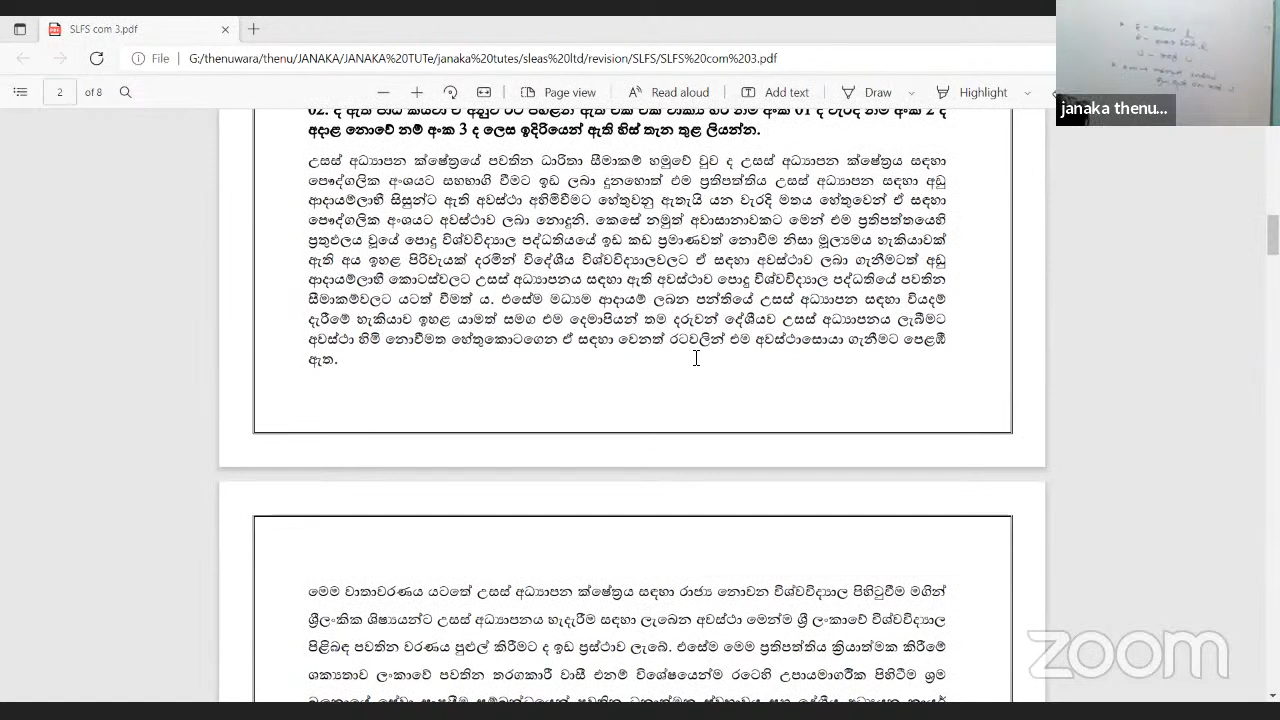 SLFS com 3.pdf
File
G:/thenuwara/thenu/JANAKA/JANAKA%20TUTe/janaka%20tutes/sleas%20ltd/revision/SLFS/SLFS%20com%203.pdf
2 of 8
Page view
Read aloud
Add text
Draw
Highlight
janaka thenu...
අදාළ නොවේ නම් අංක 3 ද ලෙස ඉදිරියෙන් ඇති හිස් තැන තුළ ලියන්න.
උසස් අධ්‍යාපන ක්ෂේත්‍රයේ පවතින ධාරිතා සීමාකම් හමුවේ වුව ද උසස් අධ්‍යාපන ක්ෂේත්‍රය සඳහා
පෞද්ගලික අංශයට සහභාගි වීමට ඉඩ ලබා දුනහොත් එම ප්‍රතිපත්තිය උසස් අධ්‍යාපන සඳහා අඩු
ආදායම්ලාභී සිසුන්ට ඇති අවස්ථා අහිමිවීමට හේතුවනු ඇතැයි යන වැරදි මතය හේතුවෙන් ඒ සඳහා
පෞද්ගලික අංශයට අවස්ථාව ලබා නොදුනි. කෙසේ නමුත් අවාසානාවකට මෙන් එම ප්‍රතිපත්තයෙහි
ප්‍රතුඵලය වූයේ පොදු විශ්වවිද්‍යාල පද්ධතියයේ ඉඩ කඩ ප්‍රමාණවත් නොවීම නිසා මූල්‍යමය හැකියාවක්
ඇති අය ඉහළ පිරිවැයක් දරමින් විදේශීය විශ්වවිද්‍යාලවලට ඒ සඳහා අවස්ථාව ලබා ගැනීමටත් අඩු
ආදායම්ලාභී කොටස්වලට උසස් අධ්‍යාපනය සඳහා ඇති අවස්ථාව පොදු විශ්වවිද්‍යාල පද්ධතියේ පවතින
සීමාකම්වලට යටත් වීමත් ය. එසේම මධ්‍යම ආදායම් ලබන පන්තියේ උසස් අධ්‍යාපන සඳහා වියදම්
දැරීමේ හැකියාව ඉහළ යාමත් සමග එම දෙමාපියන් තම දරුවන් දේශීයව උසස් අධ්‍යාපනය ලැබීමට
අවස්ථා හිමි නොවීමත හේතුකොටගෙන ඒ සඳහා වෙනත් රටවලින් එම අවස්ථාසොයා ගැනීමට පෙළඹී
ඇත.
මෙම වාතාවරණය යටතේ උසස් අධ්‍යාපන ක්ෂේත්‍රය සඳහා රාජ්‍ය නොවන විශ්වවිද්‍යාල පිහිටුවීම මගින්
ශ්‍රීලංකික ශිෂ්‍යයන්ට උසස් අධ්‍යාපනය හැදෑරීම සඳහා ලැබෙන අවස්ථා මෙන්ම ශ්‍රී ලංකාවේ විශ්වවිද්‍යාල
පිළිබඳ පවතින වරණය පුළුල් කිරීමට ද ඉඩ ප්‍රස්ථාව ලැබේ. එසේම මෙම ප්‍රතිපත්තිය ක්‍රියාත්මක කිරීමේ
ශක්‍යතාව ලංකාවේ පවතින තරගකාරී වාසී එනම් විශේෂයෙන්ම රටෙහි උපායමාර්ගික පිහිටීම ශ්‍රම
zoom